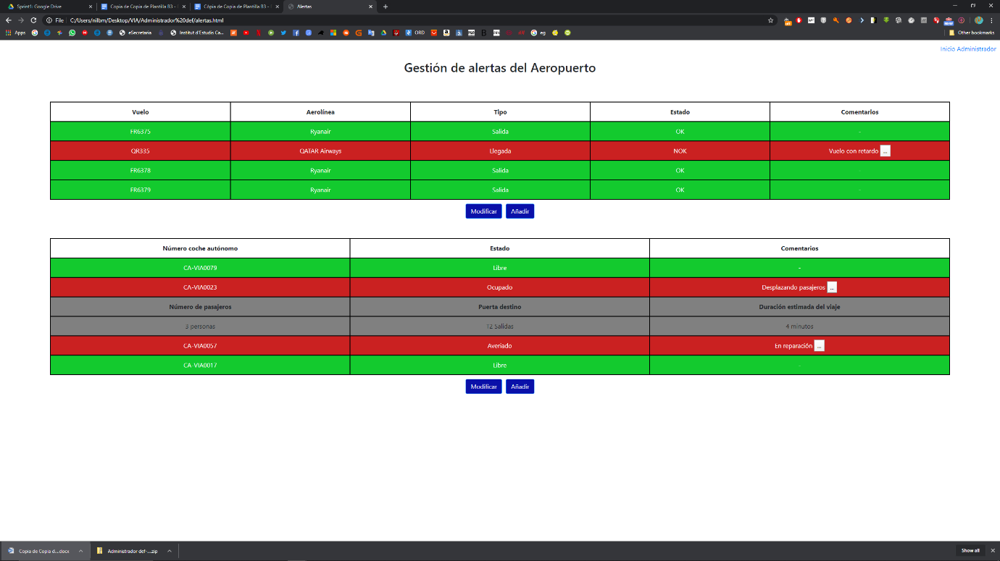 Sprint1: Google Drive
Copia de Copia de Plantilla B3 -
Còpia de Copia de Plantilla B3 -
Alertas
File C:/Users/nilbm/Desktop/VIA/Administrador%20def/alertas.html
Apps eSecretaria Institut d'Estudis Ca... ORD eg Other bookmarks
Inicio Administrador
Gestión de alertas del Aeropuerto
Vuelo Aerolínea Tipo Estado Comentarios
FR6375 Ryanair Salida OK -
QR335 QATAR Airways Llegada NOK Vuelo con retardo ...
FR6378 Ryanair Salida OK -
FR6379 Ryanair Salida OK -
Modificar Añadir
Número coche autónomo Estado Comentarios
CA-VIA0079 Libre -
CA-VIA0023 Ocupado Desplazando pasajeros ...
Número de pasajeros Puerta destino Duración estimada del viaje
3 personas 12 Salidas 4 minutos
CA-VIA0057 Averiado En reparación ...
CA-VIA0017 Libre -
Modificar Añadir
Copia de Copia d....docx Administrador def-....zip Show all